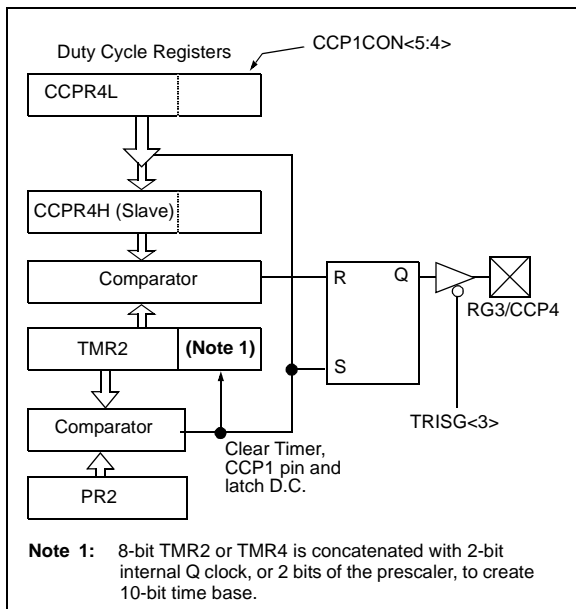 Duty Cycle Registers
CCP1CON<5:4>
CCPR4L
CCPR4H (Slave)
Comparator
R
Q
RG3/CCP4
TMR2
(Note 1)
S
TRISG<3>
Comparator
Clear Timer,
CCP1 pin and
latch D.C.
PR2
Note 1: 8-bit TMR2 or TMR4 is concatenated with 2-bit
internal Q clock, or 2 bits of the prescaler, to create
10-bit time base.